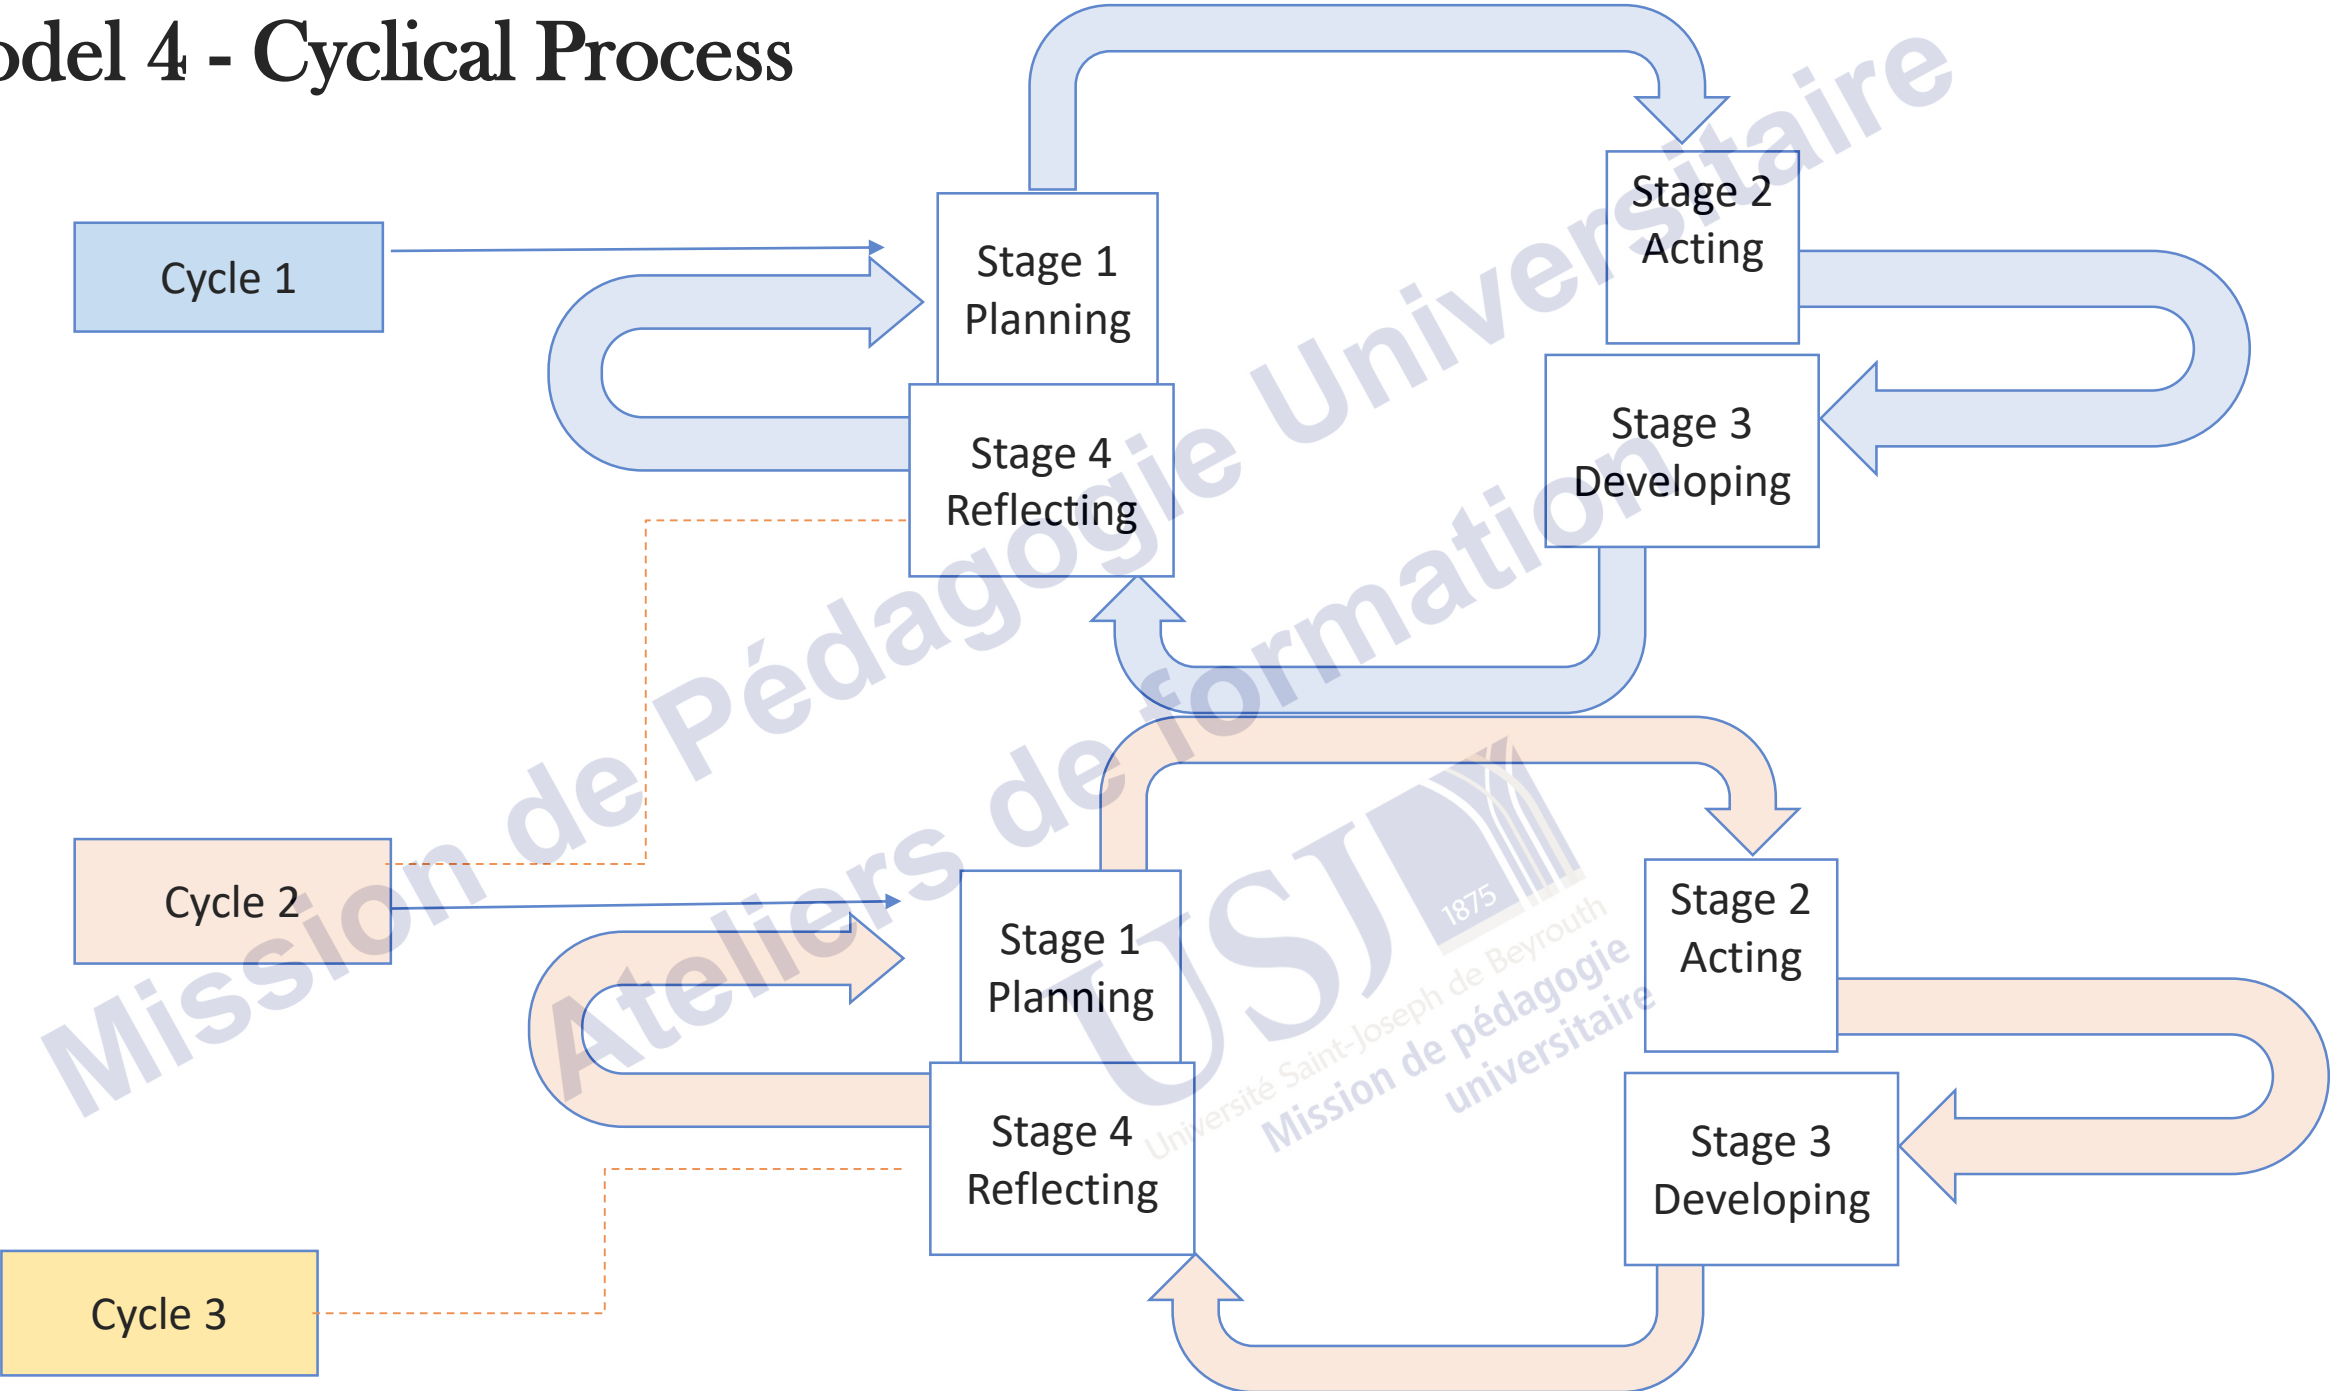 odel 4 - Cyclical Process
Cycle 1
Stage 1
Planning
Stage 2
Acting
Stage 3
Developing
Stage 4
Reflecting
Cycle 2
Stage 1
Planning
Stage 2
Acting
Stage 3
Developing
Stage 4
Reflecting
Cycle 3
Mission de Pédagogie Universitaire
Ateliers de formation
USJ
1875
Université Saint-Joseph de Beyrouth
Mission de pédagogie
universitaire